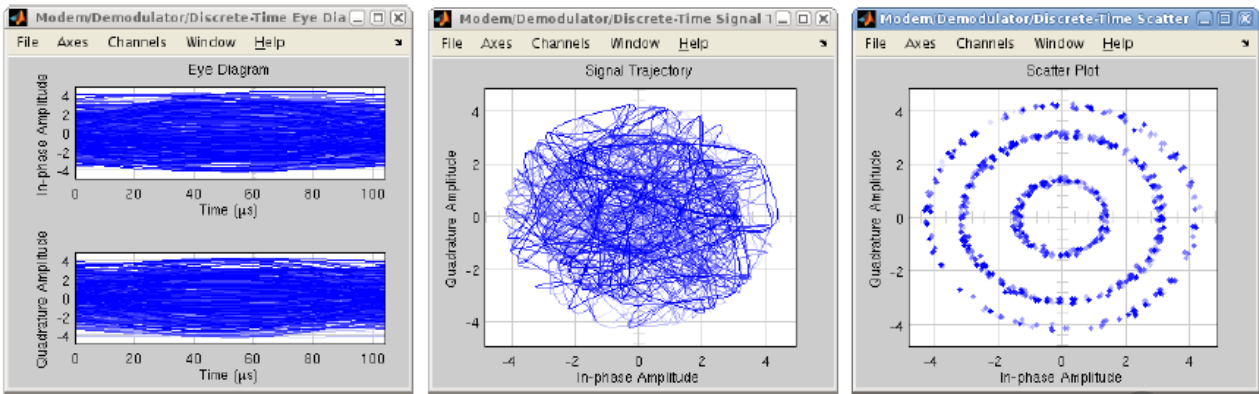 Modem/Demodulator/Discrete-Time Eye Dia
File Axes Channels Window Help
Eye Diagram
In-phase Amplitude
4
2
0
-2
-4
0 20 40 60 80 100
Time (μs)
Quadrature Amplitude
4
2
0
-2
-4
0 20 40 60 80 100
Time (μs)
Modem/Demodulator/Discrete-Time Signal T
File Axes Channels Window Help
Signal Trajectory
Quadrature Amplitude
4
2
0
-2
-4
-4 -2 0 2 4
In-phase Amplitude
Modem/Demodulator/Discrete-Time Scatter
File Axes Channels Window Help
Scatter Plot
Quadrature Amplitude
4
2
0
-2
-4
-4 -2 0 2 4
In-phase Amplitude